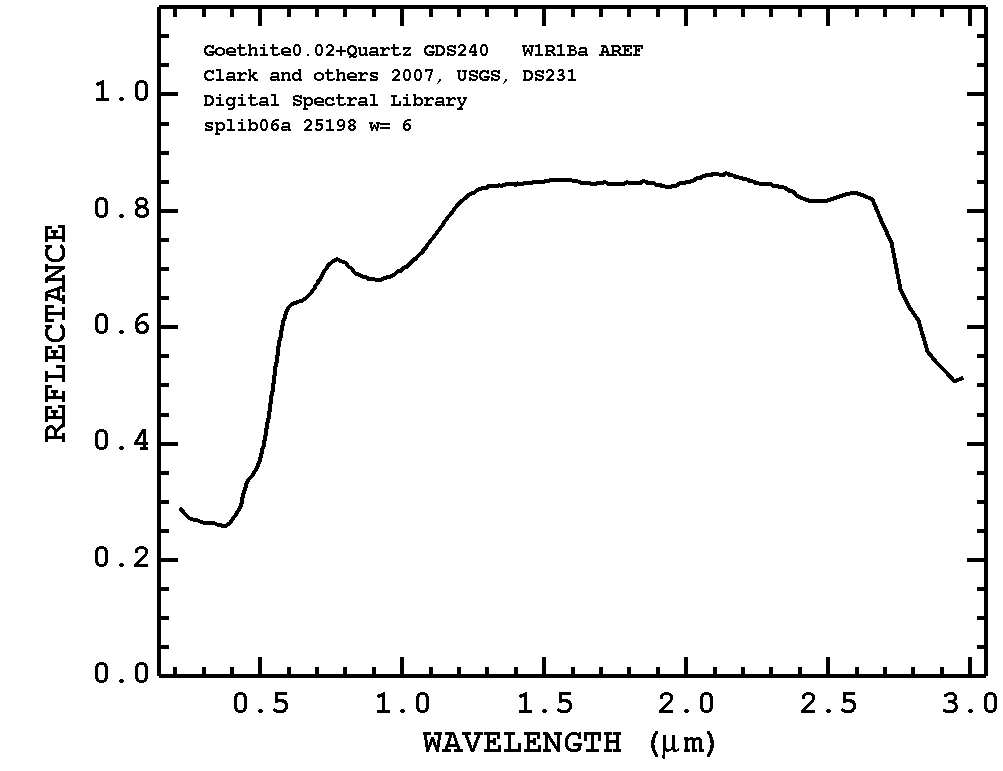 Goethite0.02+Quartz GDS240 W1R1Ba AREF
Clark and others 2007, USGS, DS231
Digital Spectral Library
splib06a 25198 w= 6
REFLECTANCE
1.0
0.8
0.6
0.4
0.2
0.0
0.5 1.0 1.5 2.0 2.5 3.0
WAVELENGTH (μm)